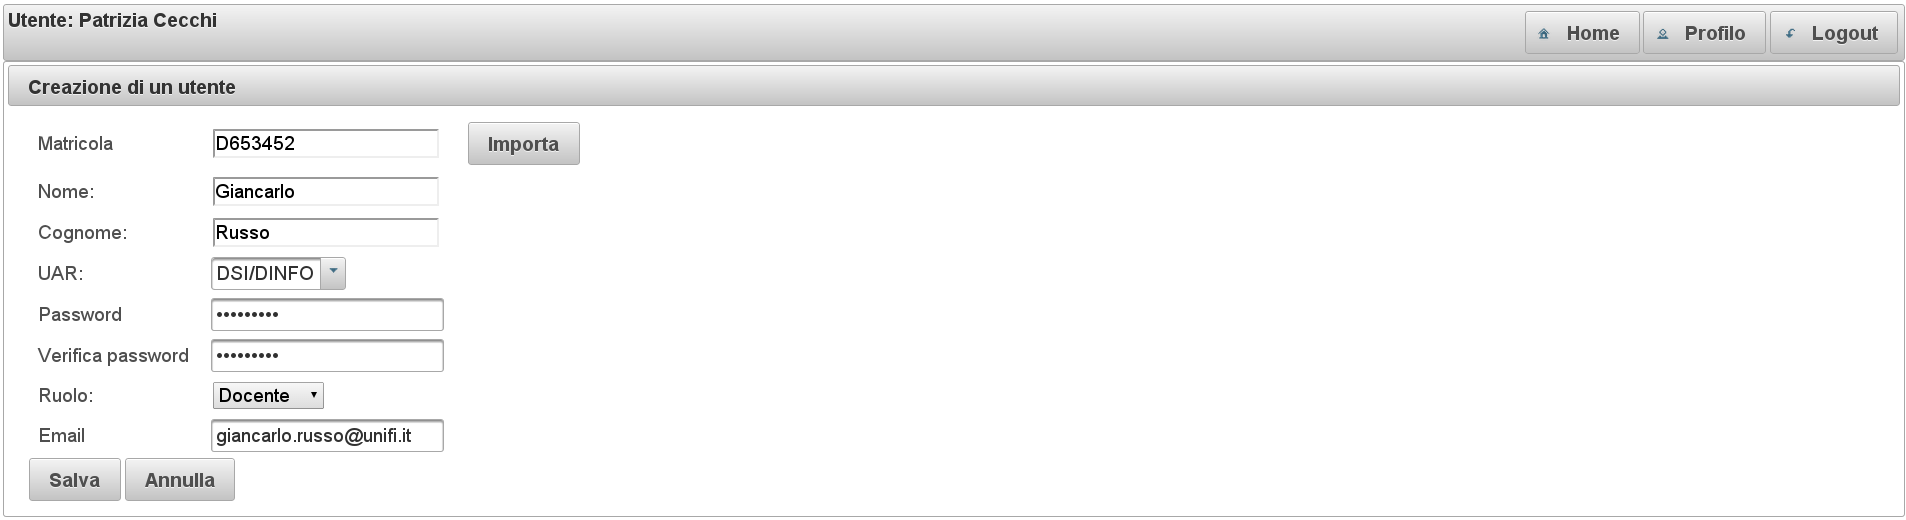 Utente: Patrizia Cecchi
Home Profilo Logout
Creazione di un utente
Matricola D653452 Importa
Nome: Giancarlo
Cognome: Russo
UAR: DSI/DINFO
Password •••••••••
Verifica password •••••••••
Ruolo: Docente
Email giancarlo.russo@unifi.it
Salva Annulla